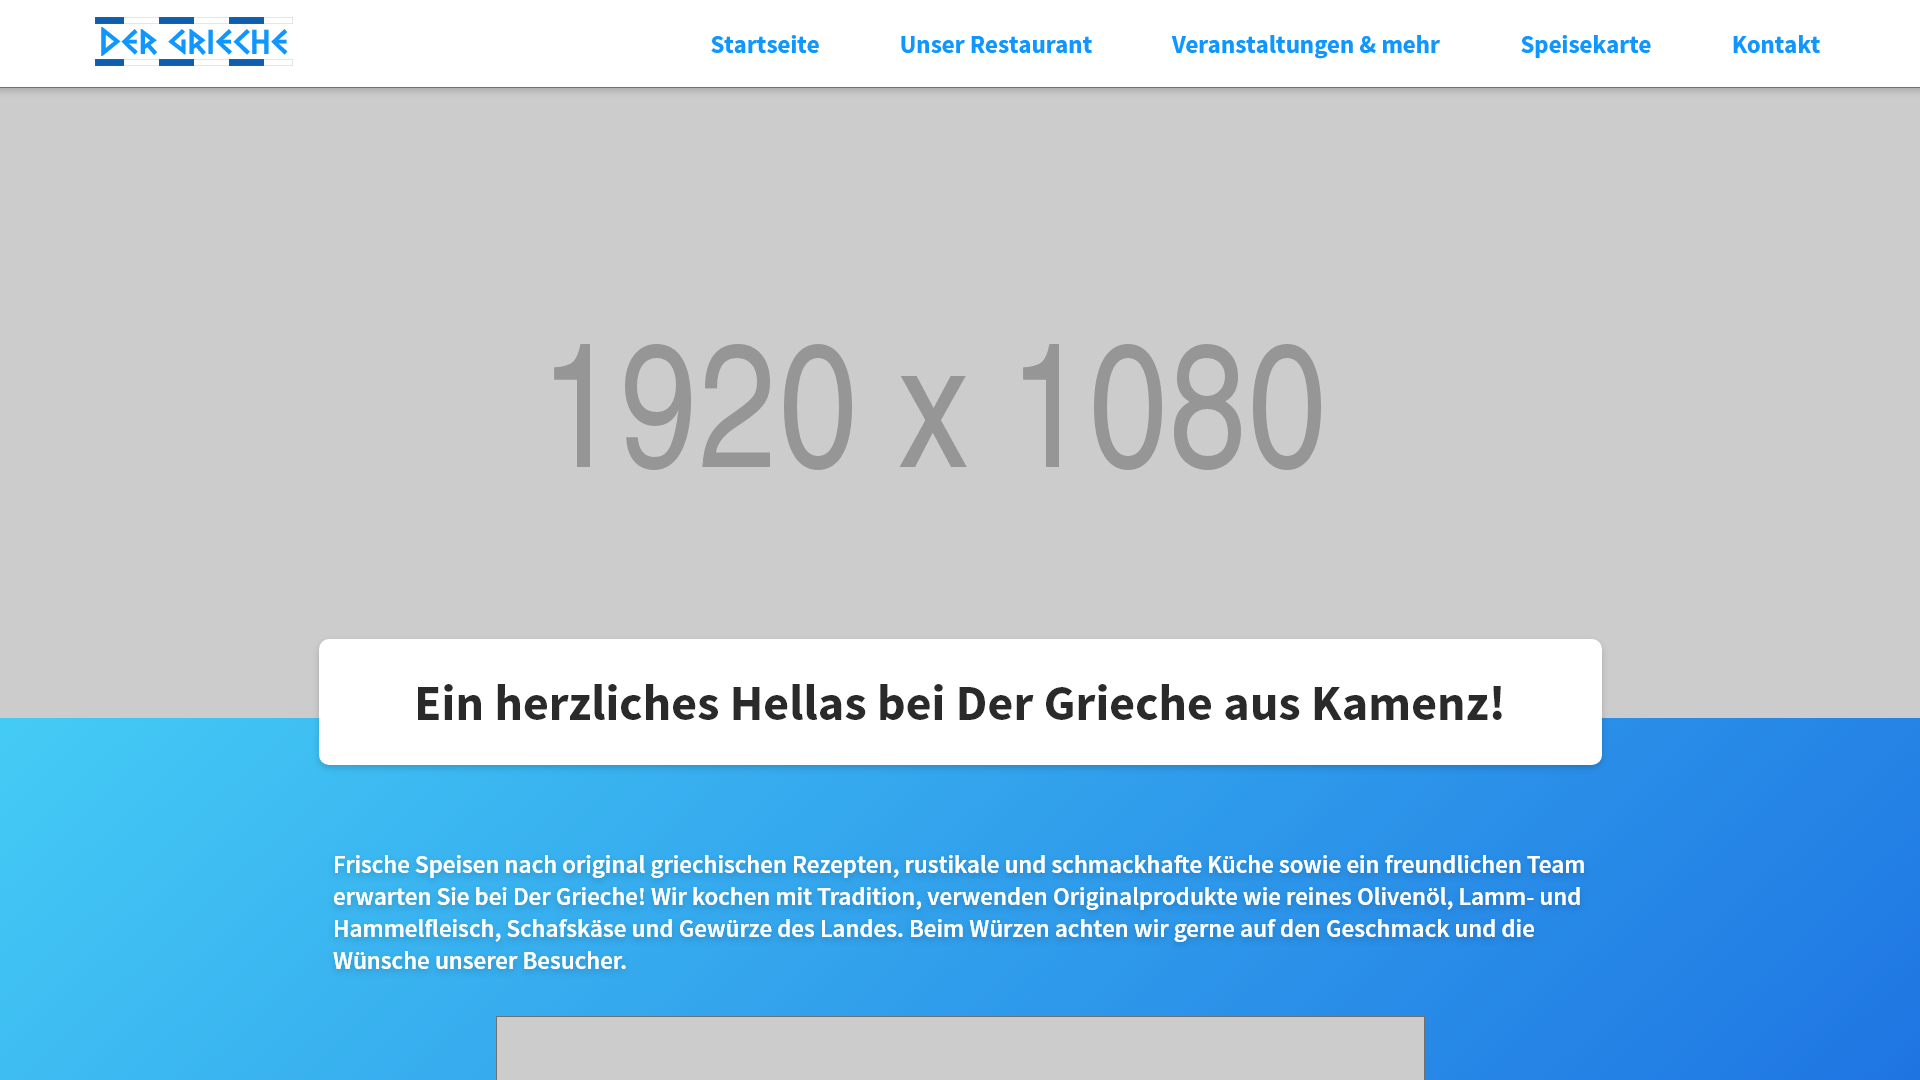 DER GRIECHE
Startseite
Unser Restaurant
Veranstaltungen & mehr
Speisekarte
Kontakt
1920 x 1080
Ein herzliches Hellas bei Der Grieche aus Kamenz!
Frische Speisen nach original griechischen Rezepten, rustikale und schmackhafte Küche sowie ein freundlichen Team
erwarten Sie bei Der Grieche! Wir kochen mit Tradition, verwenden Originalprodukte wie reines Olivenöl, Lamm- und
Hammelfleisch, Schafskäse und Gewürze des Landes. Beim Würzen achten wir gerne auf den Geschmack und die
Wünsche unserer Besucher.